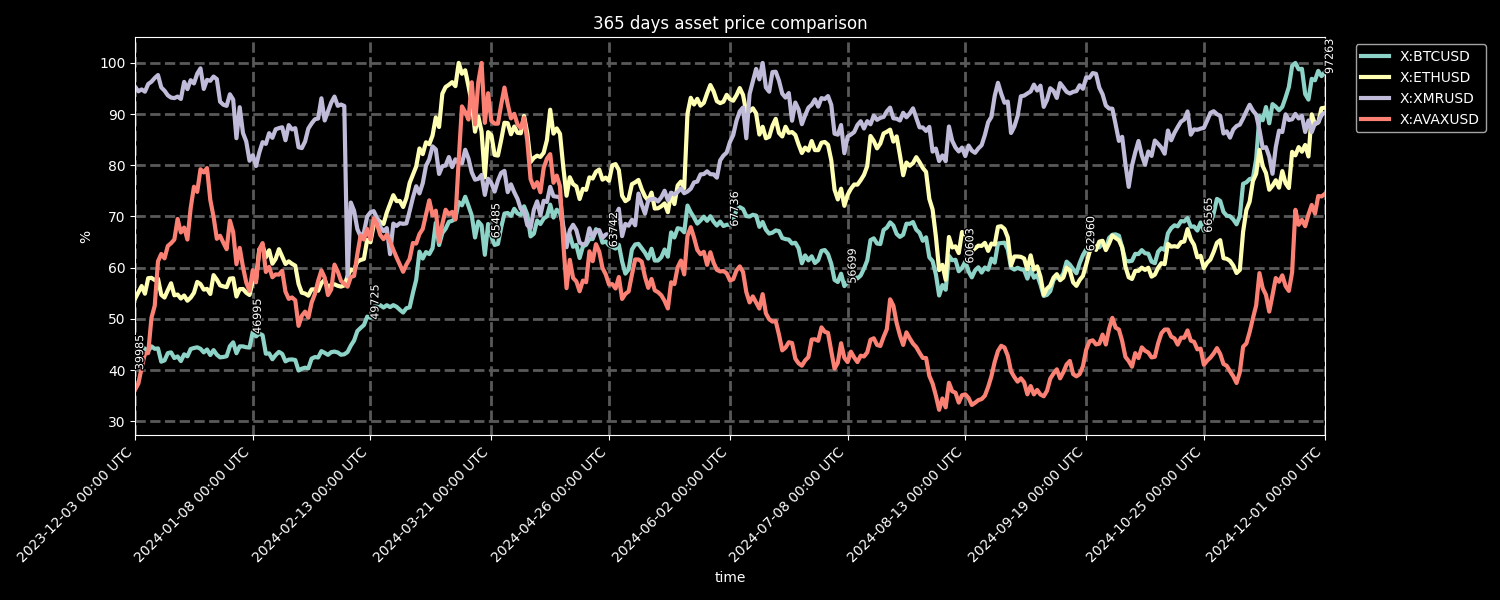 365 days asset price comparison
X:BTCUSD
X:ETHUSD
X:XMRUSD
X:AVAXUSD
%
100
90
80
70
60
50
40
30
39985
46995
49725
65485
63742
67736
56699
60603
62960
66565
97263
2023-12-03 00:00 UTC
2024-01-08 00:00 UTC
2024-02-13 00:00 UTC
2024-03-21 00:00 UTC
2024-04-26 00:00 UTC
2024-06-02 00:00 UTC
2024-07-08 00:00 UTC
2024-08-13 00:00 UTC
2024-09-19 00:00 UTC
2024-10-25 00:00 UTC
2024-12-01 00:00 UTC
time